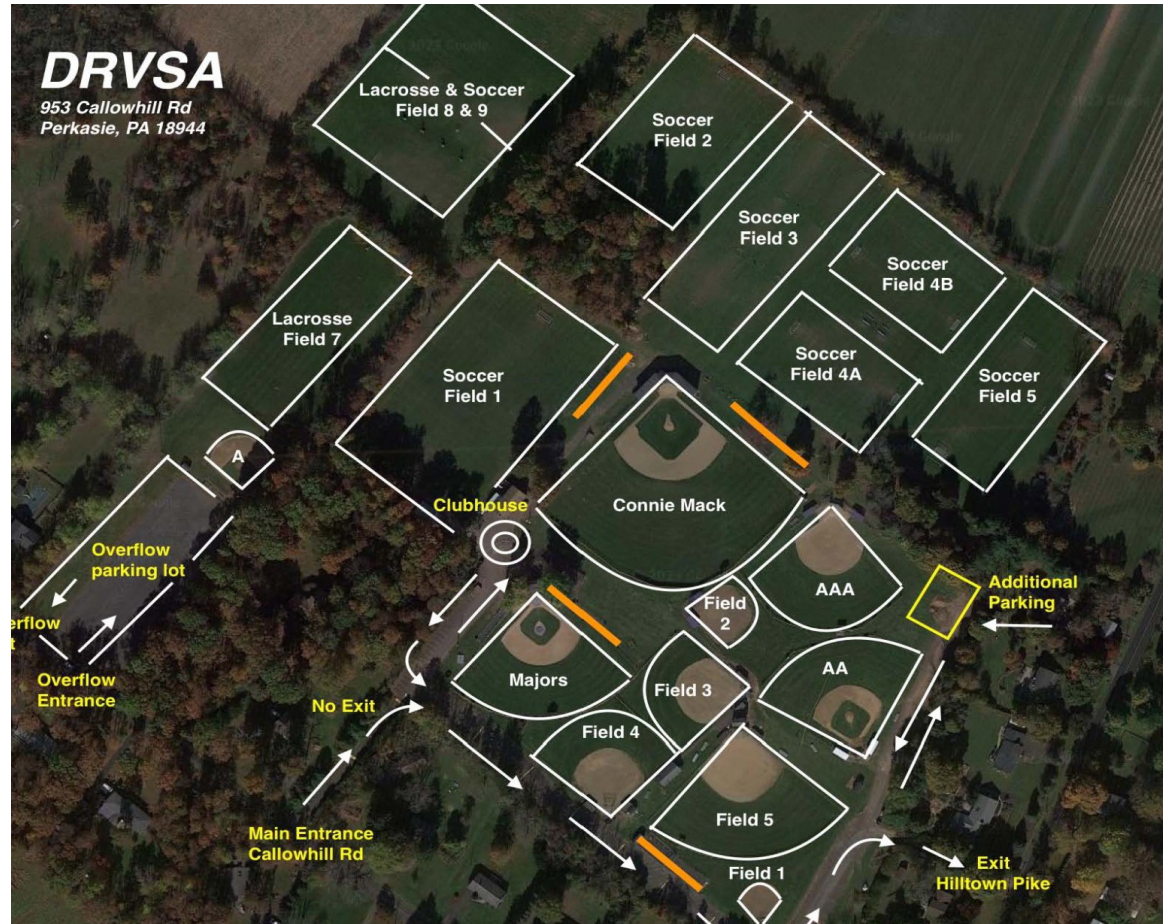 DRVSA
953 Callowhill Rd
Perkasie, PA 18944
Lacrosse & Soccer
Field 8 & 9
Soccer
Field 2
Soccer
Field 3
Soccer
Field 4B
Lacrosse
Field 7
Soccer
Field 1
Soccer
Field 4A
Soccer
Field 5
A
Clubhouse
Connie Mack
Overflow
parking lot
Field
2
AAA
Additional
Parking
erflow
t
Overflow
Entrance
Majors
Field 3
AA
No Exit
Field 4
Main Entrance
Callowhill Rd
Field 5
Field 1
Exit
Hilltown Pike